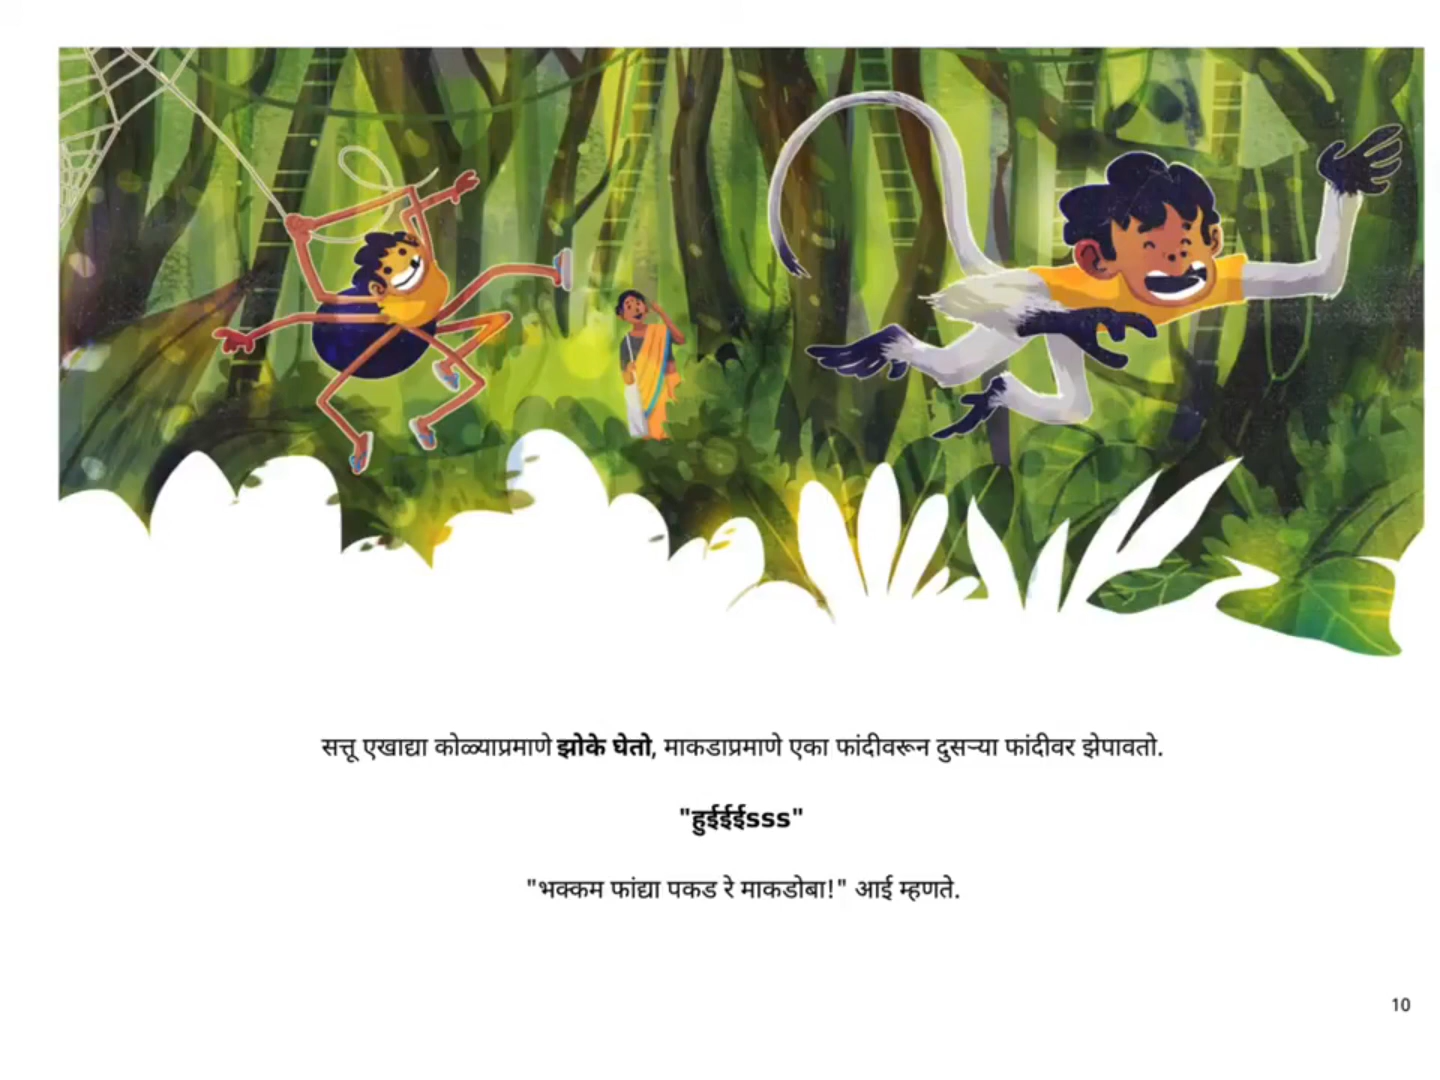 सत्तू एखाद्या कोळ्याप्रमाणे झोके घेतो, माकडाप्रमाणे एका फांदीवरून दुसऱ्या फांदीवर झेपावतो.
"हुईईईsss"
"भक्कम फांद्या पकड रे माकडोबा!" आई म्हणते.
10